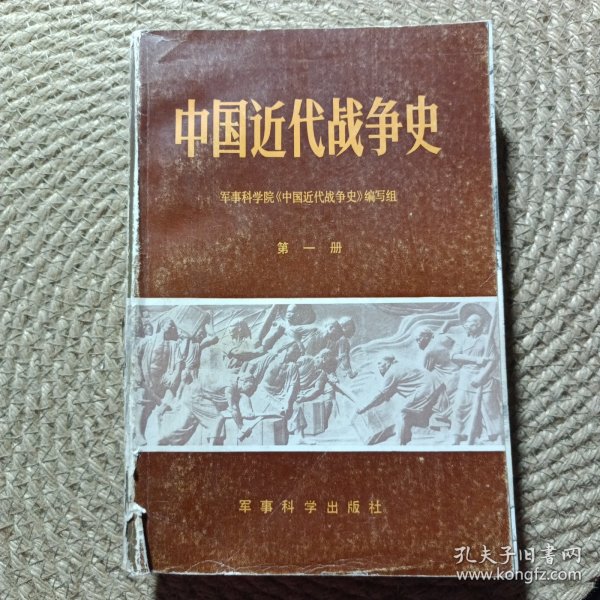 中国近代战争史
军事科学院《中国近代战争史》编写组
第一册
军事科学出版社
孔夫子旧书网
www.kongfz.com